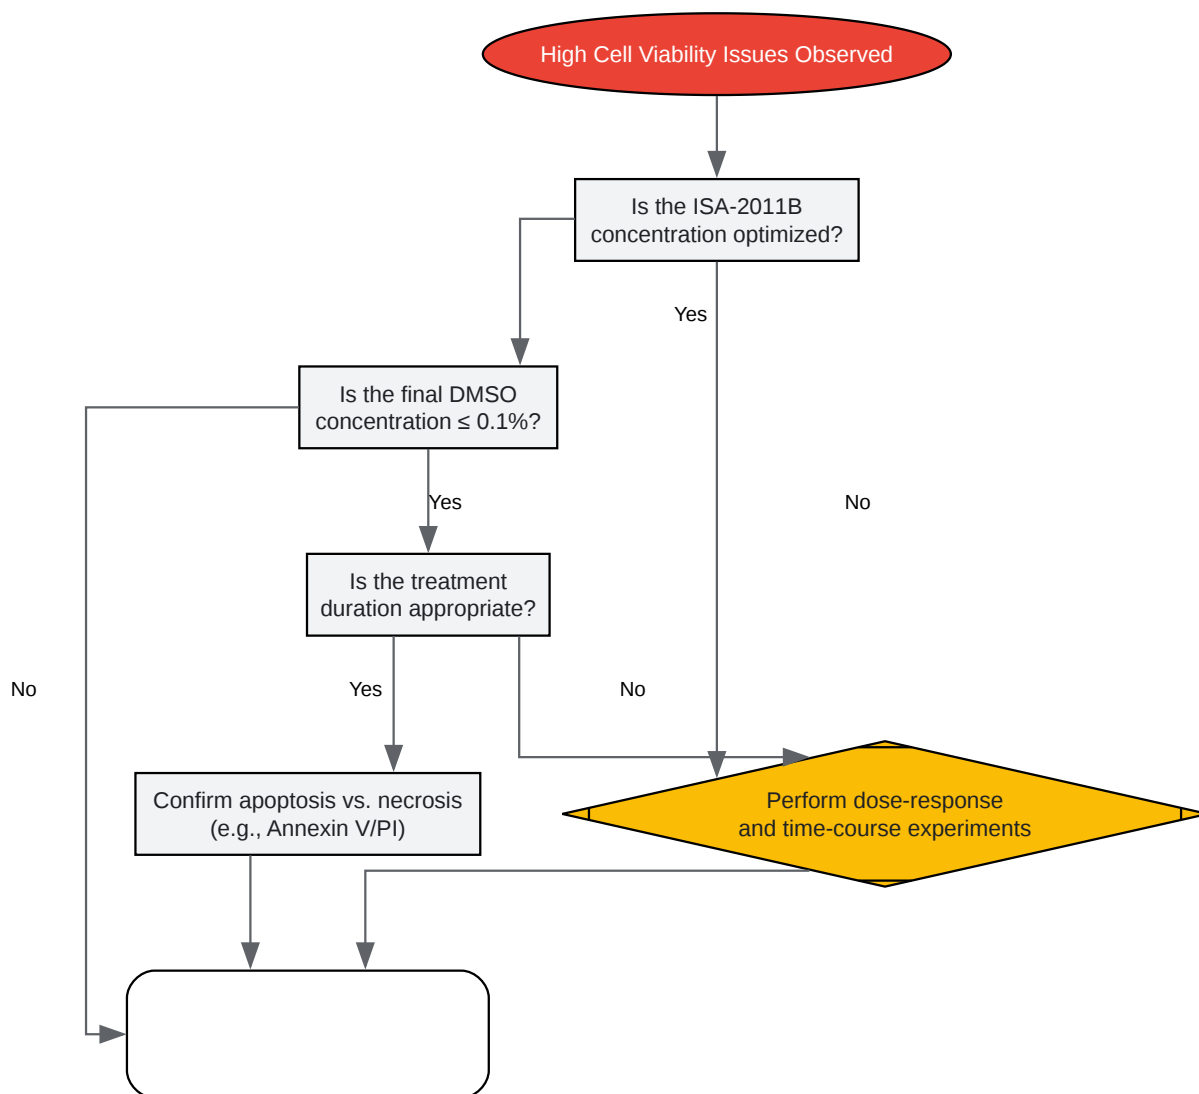 High Cell Viability Issues Observed
Is the ISA-2011B
concentration optimized?
Yes
Is the final DMSO
concentration ≤ 0.1%?
Yes
No
Is the treatment
duration appropriate?
No
Yes
No
Confirm apoptosis vs. necrosis
(e.g., Annexin V/PI)
Perform dose-response
and time-course experiments